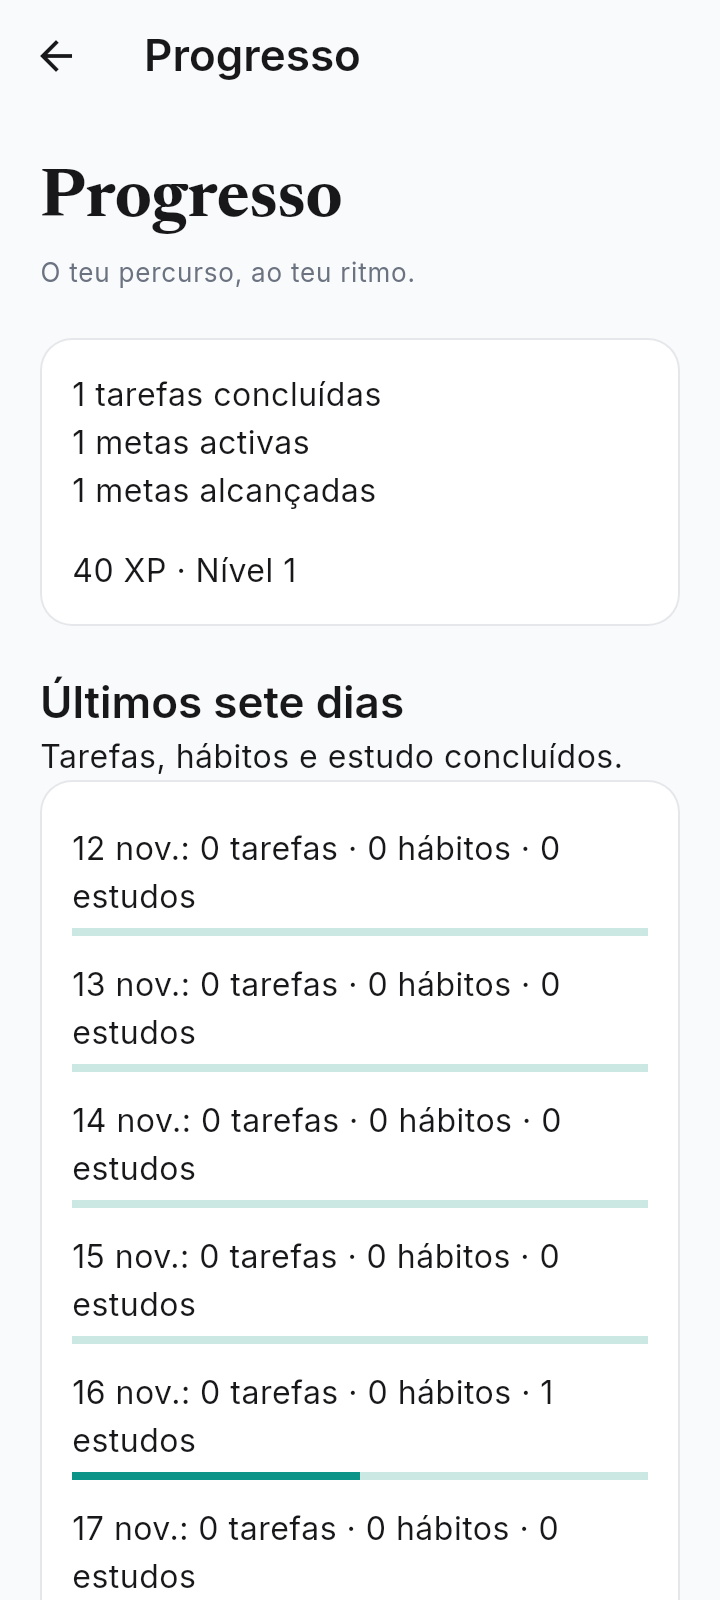 Progresso
Progresso
O teu percurso, ao teu ritmo.
1 tarefas concluídas
1 metas activas
1 metas alcançadas
40 XP · Nível 1
Últimos sete dias
Tarefas, hábitos e estudo concluídos.
12 nov.: 0 tarefas · 0 hábitos · 0
estudos
13 nov.: 0 tarefas · 0 hábitos · 0
estudos
14 nov.: 0 tarefas · 0 hábitos · 0
estudos
15 nov.: 0 tarefas · 0 hábitos · 0
estudos
16 nov.: 0 tarefas · 0 hábitos · 1
estudos
17 nov.: 0 tarefas · 0 hábitos · 0
estudos